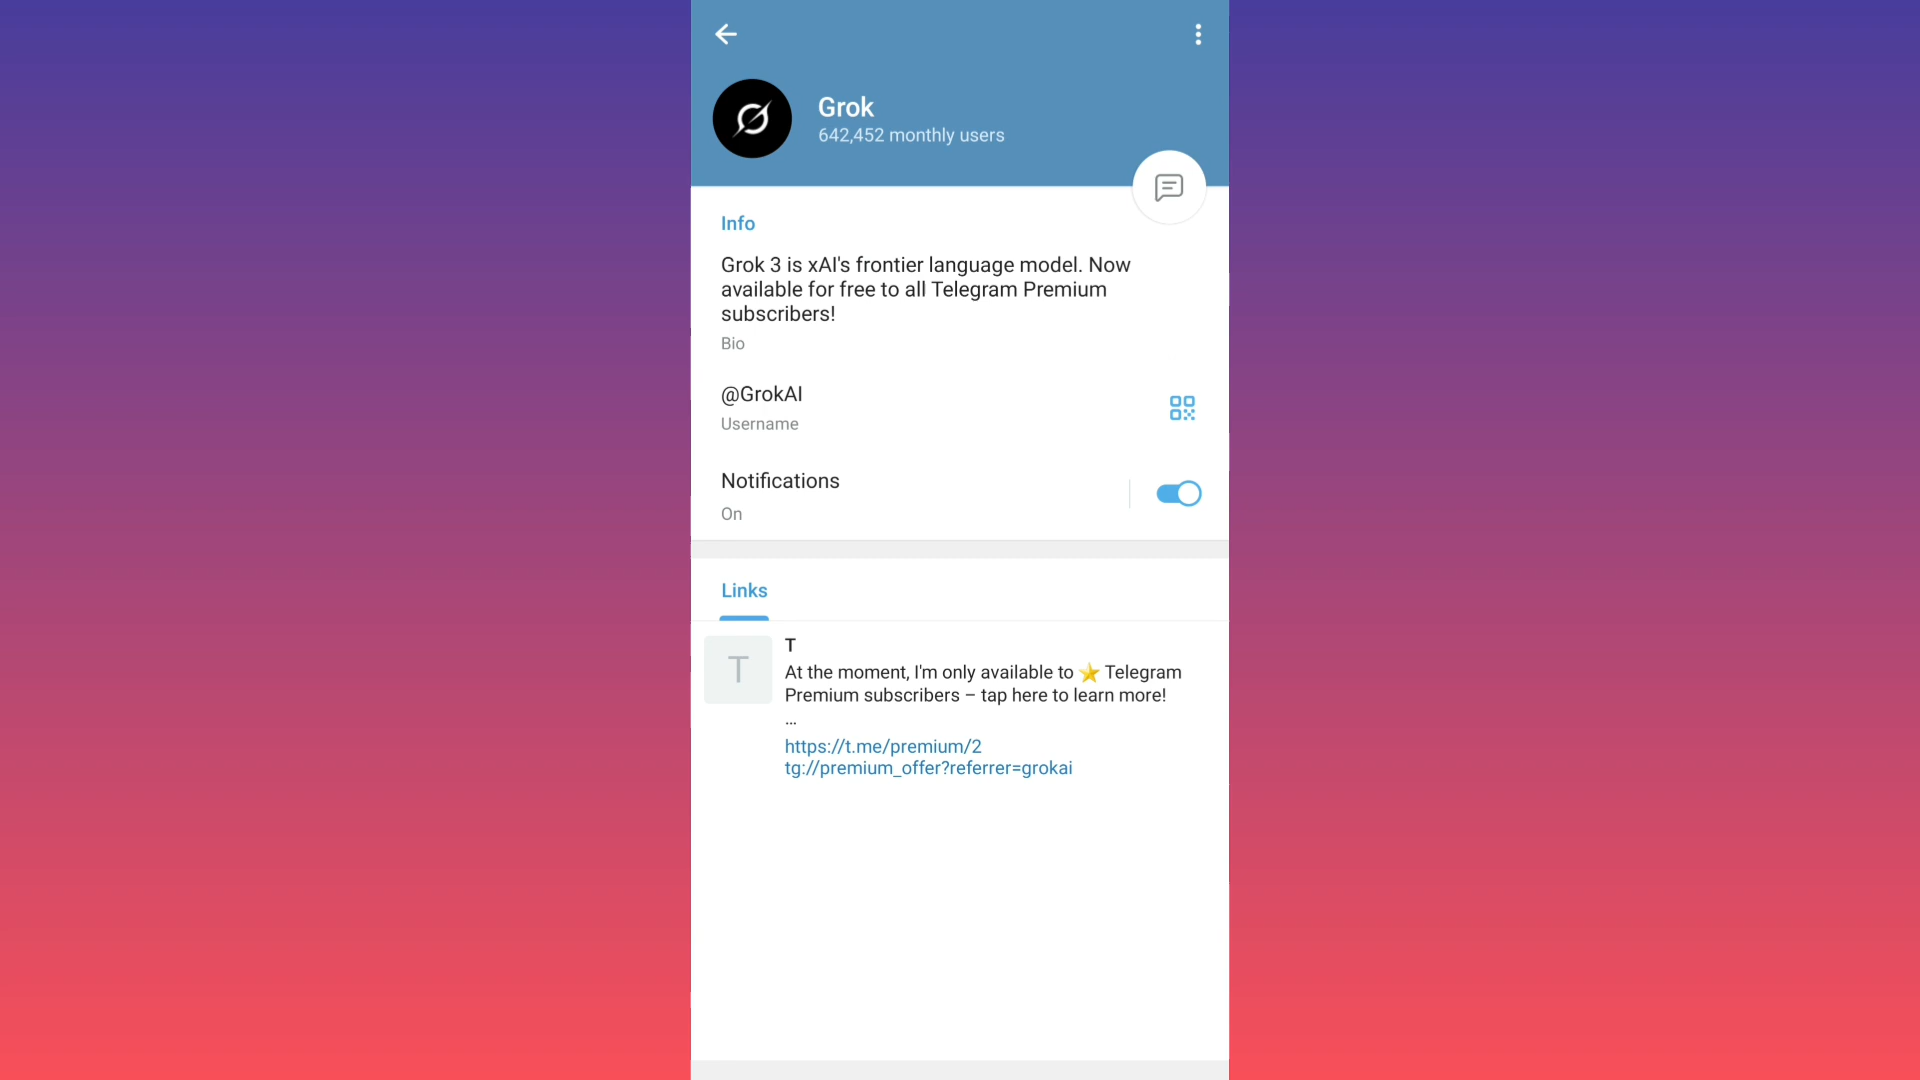 Grok
642,452 monthly users
Info
Grok 3 is xAI's frontier language model. Now
available for free to all Telegram Premium
subscribers!
Bio
@GrokAI
Username
Notifications
On
Links
T
T
At the moment, I'm only available to ⭐ Telegram
Premium subscribers – tap here to learn more!
...
https://t.me/premium/2
tg://premium_offer?referrer=grokai